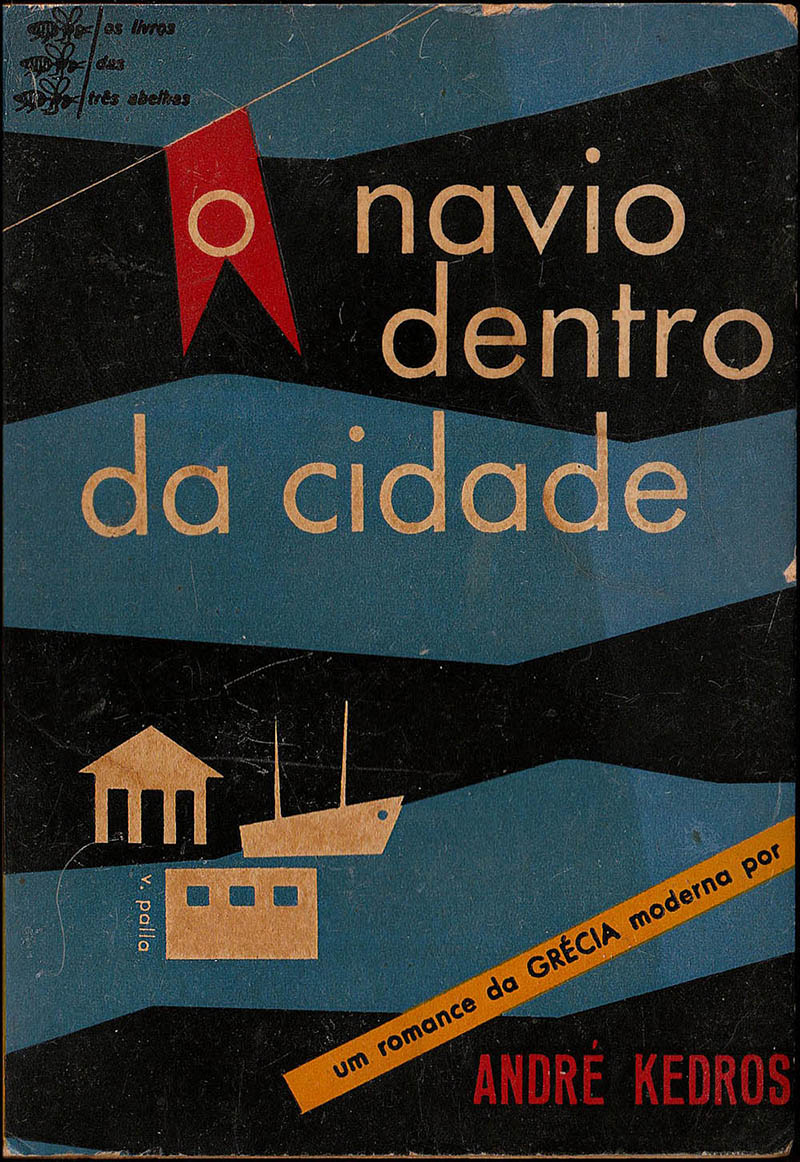 os livros
das
três abelhas
o navio
dentro
da cidade
v. palla
um romance da GRÉCIA moderna por
ANDRÉ KEDROS